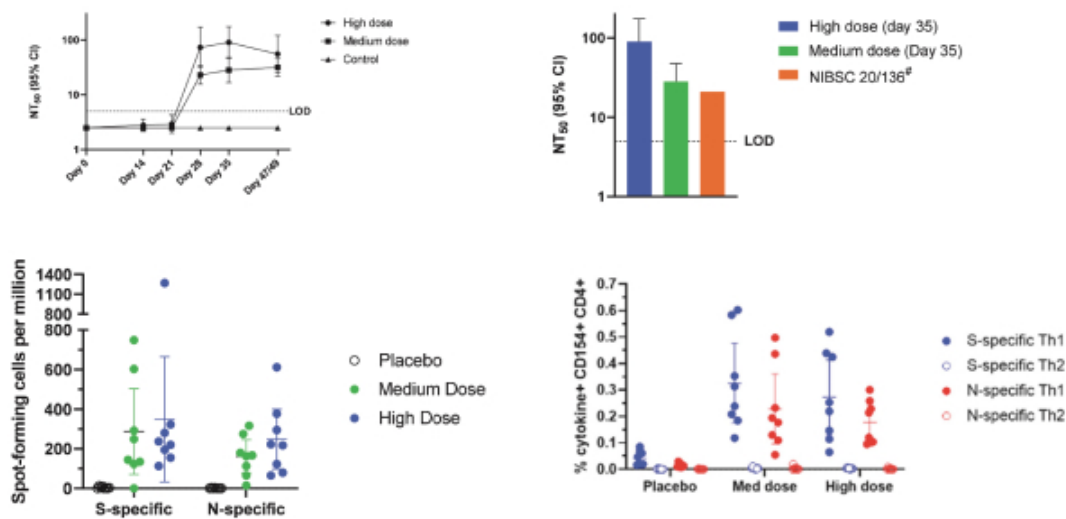 High dose
Medium dose
Control
100
10
1
NT50 (95% CI)
LOD
Day 0
Day 14
Day 21
Day 28
Day 35
Day 47/49
High dose (day 35)
Medium dose (Day 35)
NIBSC 20/136#
100
10
1
NT50 (95% CI)
LOD
Spot-forming cells per million
1400
1100
800
800
600
400
200
0
S-specific
N-specific
Placebo
Medium Dose
High Dose
% cytokine+ CD154+ CD4+
0.7
0.6
0.5
0.4
0.3
0.2
0.1
0.0
Placebo
Med dose
High dose
S-specific Th1
S-specific Th2
N-specific Th1
N-specific Th2